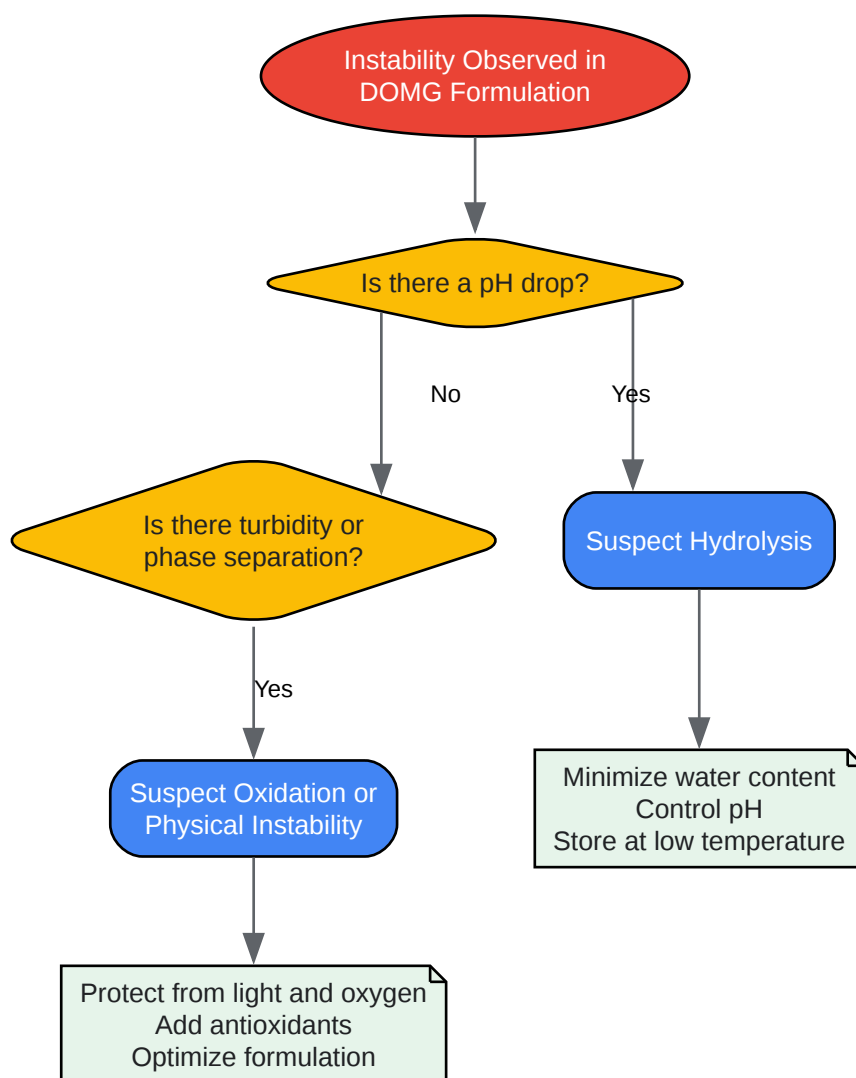 Instability Observed in
DOMG Formulation
Is there a pH drop?
No
Yes
Is there turbidity or
phase separation?
Suspect Hydrolysis
Yes
Suspect Oxidation or
Physical Instability
Minimize water content
Control pH
Store at low temperature
Protect from light and oxygen
Add antioxidants
Optimize formulation